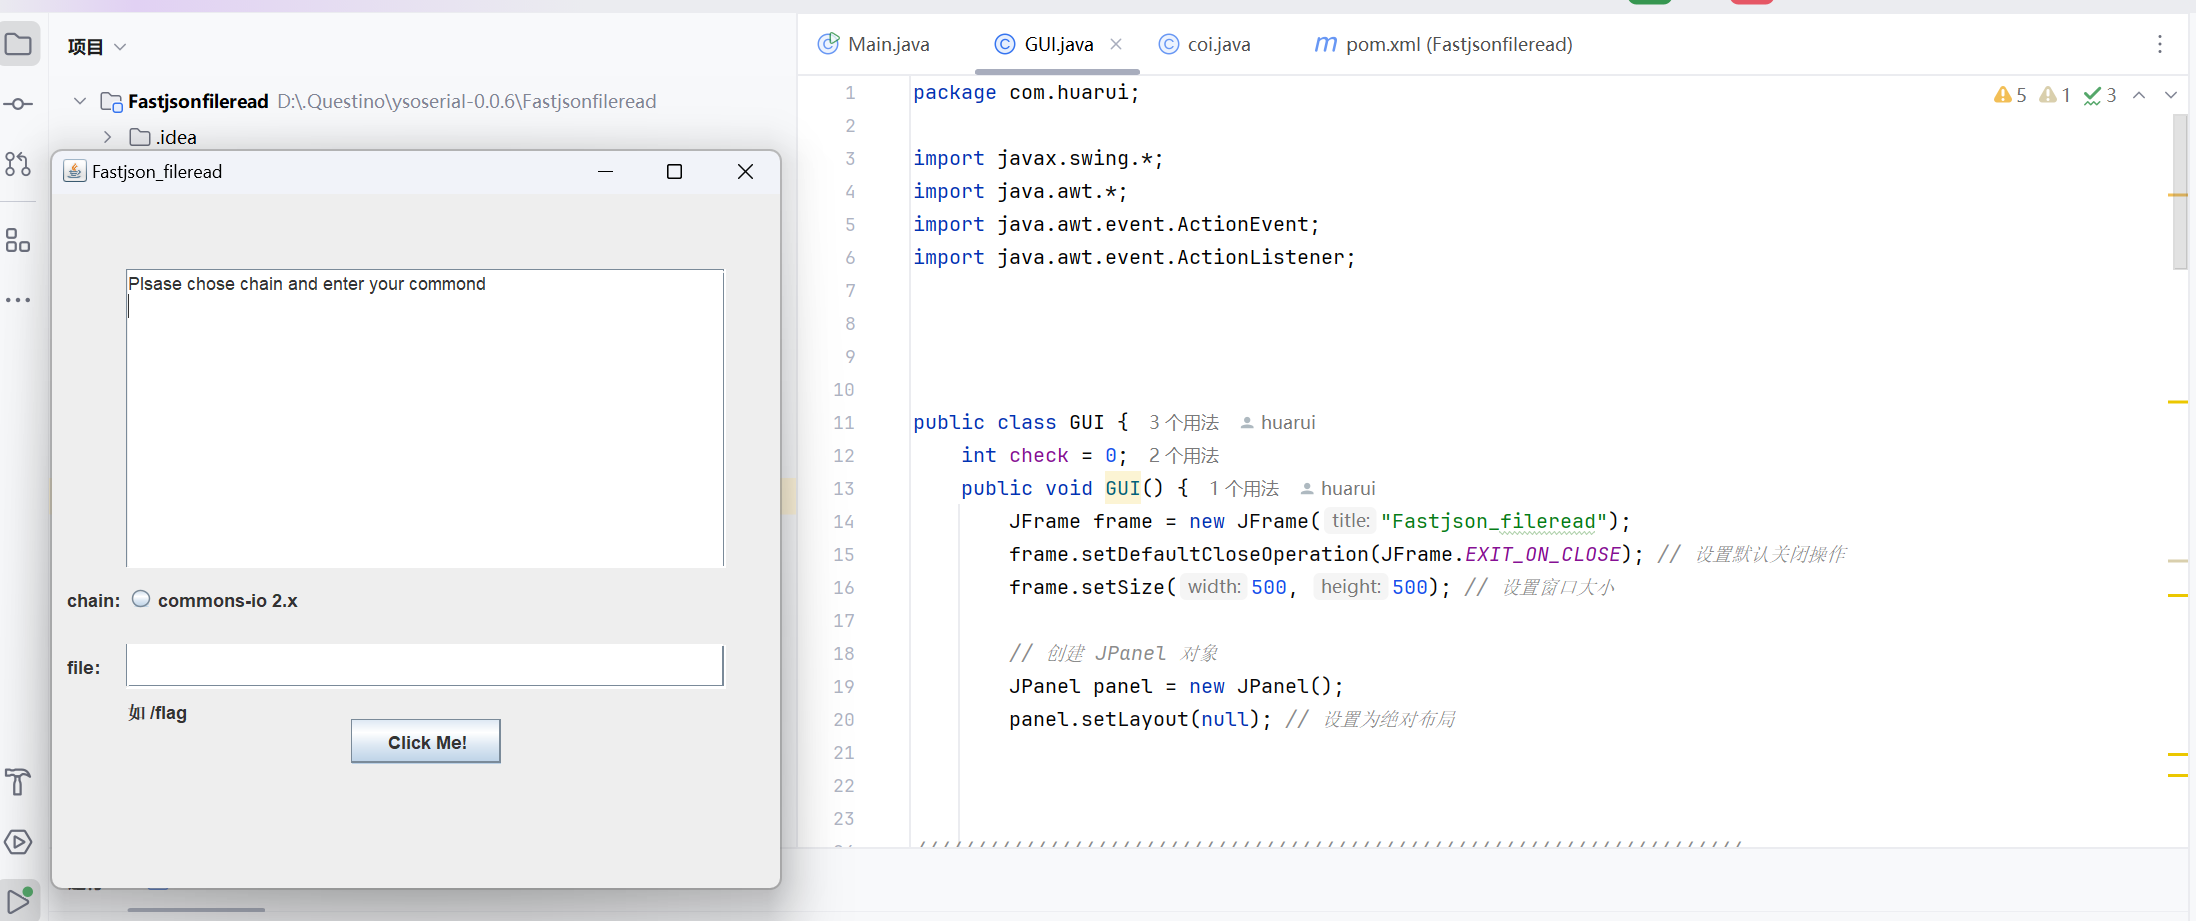 项目
Main.java
GUI.java
coi.java
pom.xml (Fastjsonfileread)
Fastjsonfileread D:\.Questino\ysoserial-0.0.6\Fastjsonfileread
.idea
Fastjson_fileread
Plsase chose chain and enter your commond
chain: commons-io 2.x
file:
如 /flag
Click Me!
5 1 3
1 package com.huarui;
2
3 import javax.swing.*;
4 import java.awt.*;
5 import java.awt.event.ActionEvent;
6 import java.awt.event.ActionListener;
7
8
9
10
11 public class GUI { 3 个用法 huarui
12 int check = 0; 2 个用法
13 public void GUI() { 1 个用法 huarui
14 JFrame frame = new JFrame( title: "Fastjson_fileread");
15 frame.setDefaultCloseOperation(JFrame.EXIT_ON_CLOSE); // 设置默认关闭操作
16 frame.setSize( width: 500, height: 500); // 设置窗口大小
17
18 // 创建 JPanel 对象
19 JPanel panel = new JPanel();
20 panel.setLayout(null); // 设置为绝对布局
21
22
23